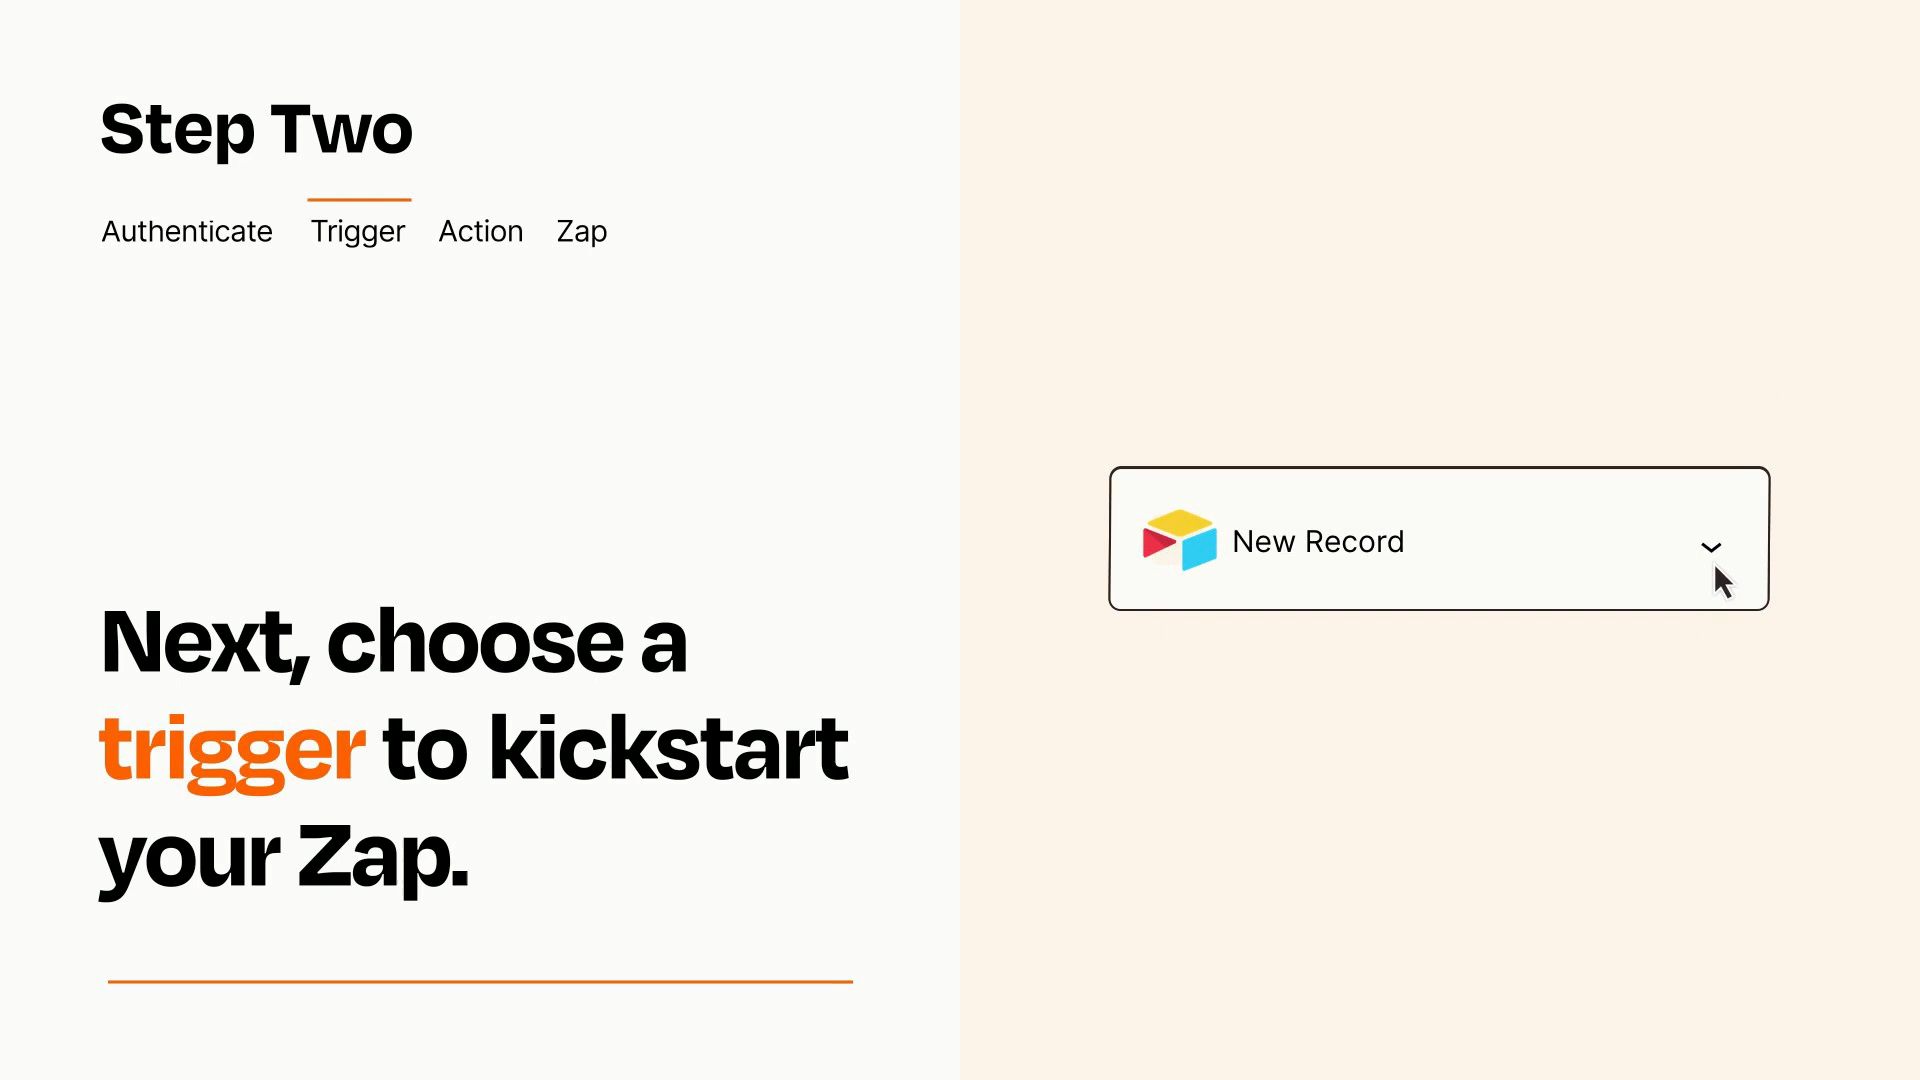 Step Two
Authenticate Trigger Action Zap
Next, choose a
trigger to kickstart
your Zap.
New Record